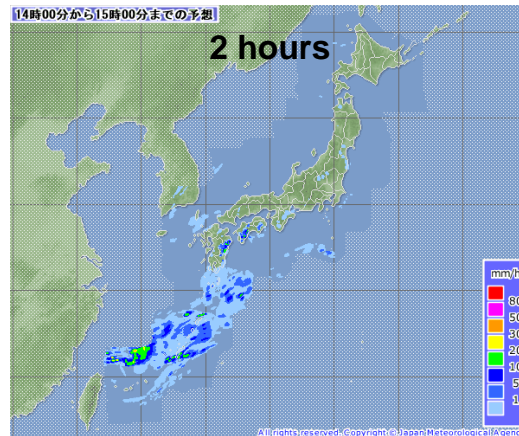 14時00分から15時00分までの予想
2 hours
mm/h
80
50
30
20
10
5
1
All rights reserved. Copyright © Japan Meteorological Agency